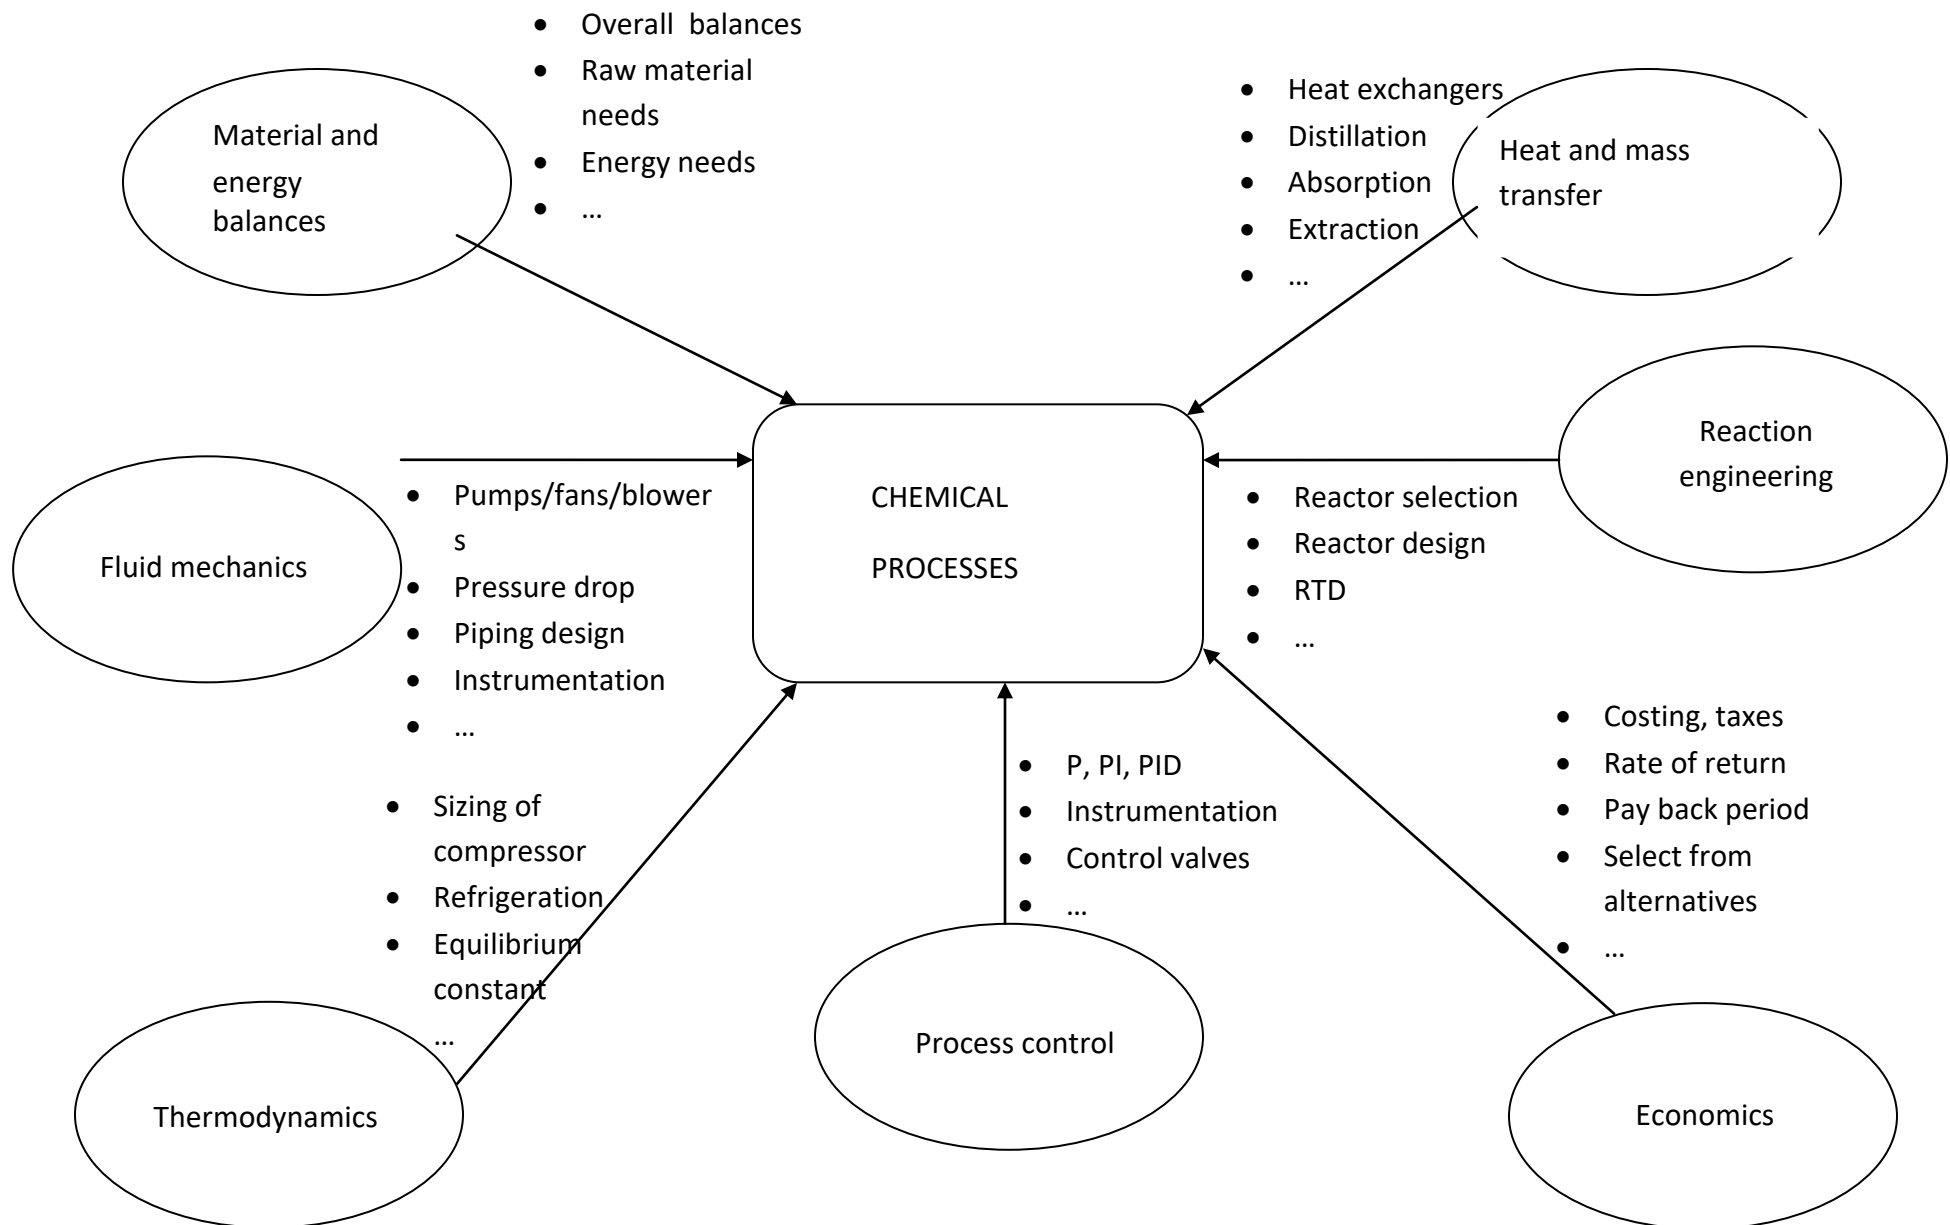 • Overall  balances
• Raw material
needs
• Energy needs
• ...
Material and
energy
balances
• Heat exchangers
• Distillation
• Absorption
• Extraction
• ...
Heat and mass
transfer
Reaction
engineering
CHEMICAL
PROCESSES
Fluid mechanics
• Pumps/fans/blower
s
• Pressure drop
• Piping design
• Instrumentation
• ...
• Reactor selection
• Reactor design
• RTD
• ...
• Sizing of
compressor
• Refrigeration
• Equilibrium
constant
...
Thermodynamics
• P, PI, PID
• Instrumentation
• Control valves
• ...
Process control
• Costing, taxes
• Rate of return
• Pay back period
• Select from
alternatives
• ...
Economics